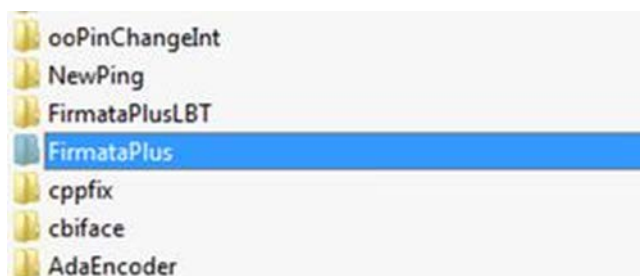 ooPinChangeInt
NewPing
FirmataPlusLBT
FirmataPlus
cppfix
cbiface
AdaEncoder